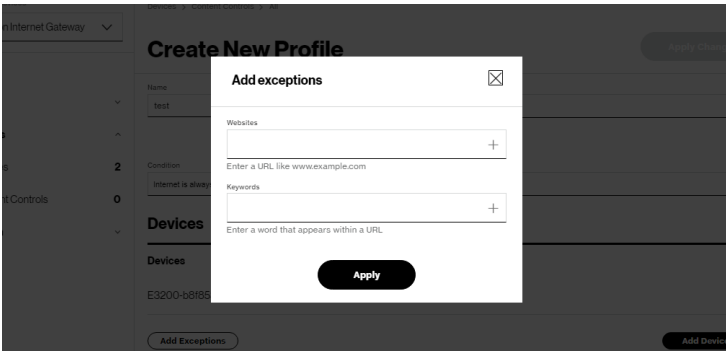 Devices > Content Controls > All
n Internet Gateway
Create New Profile
Apply Chan
Add exceptions
Name
test
Websites
s
+
Enter a URL like www.example.com
s 2
Condition
Internet is alway
Keywords
nt Controls 0
+
Devices
Enter a word that appears within a URL
Devices
Apply
E3200-b8f85
Add Exceptions
Add Device